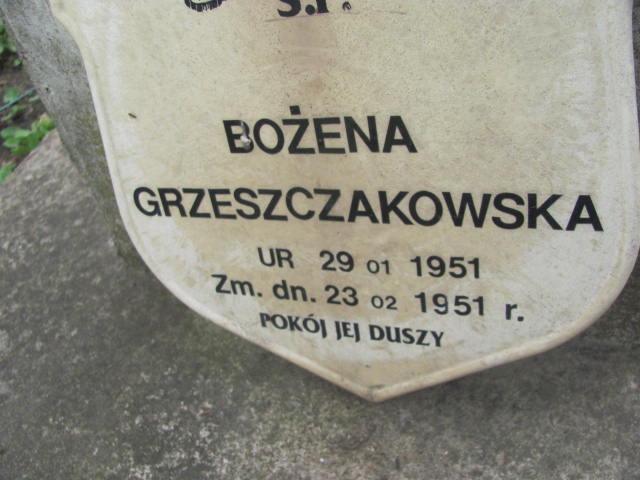 Ś.P.
BOŻENA
GRZESZCZAKOWSKA
UR 29 01 1951
Zm. dn. 23 02 1951 r.
POKÓJ JEJ DUSZY